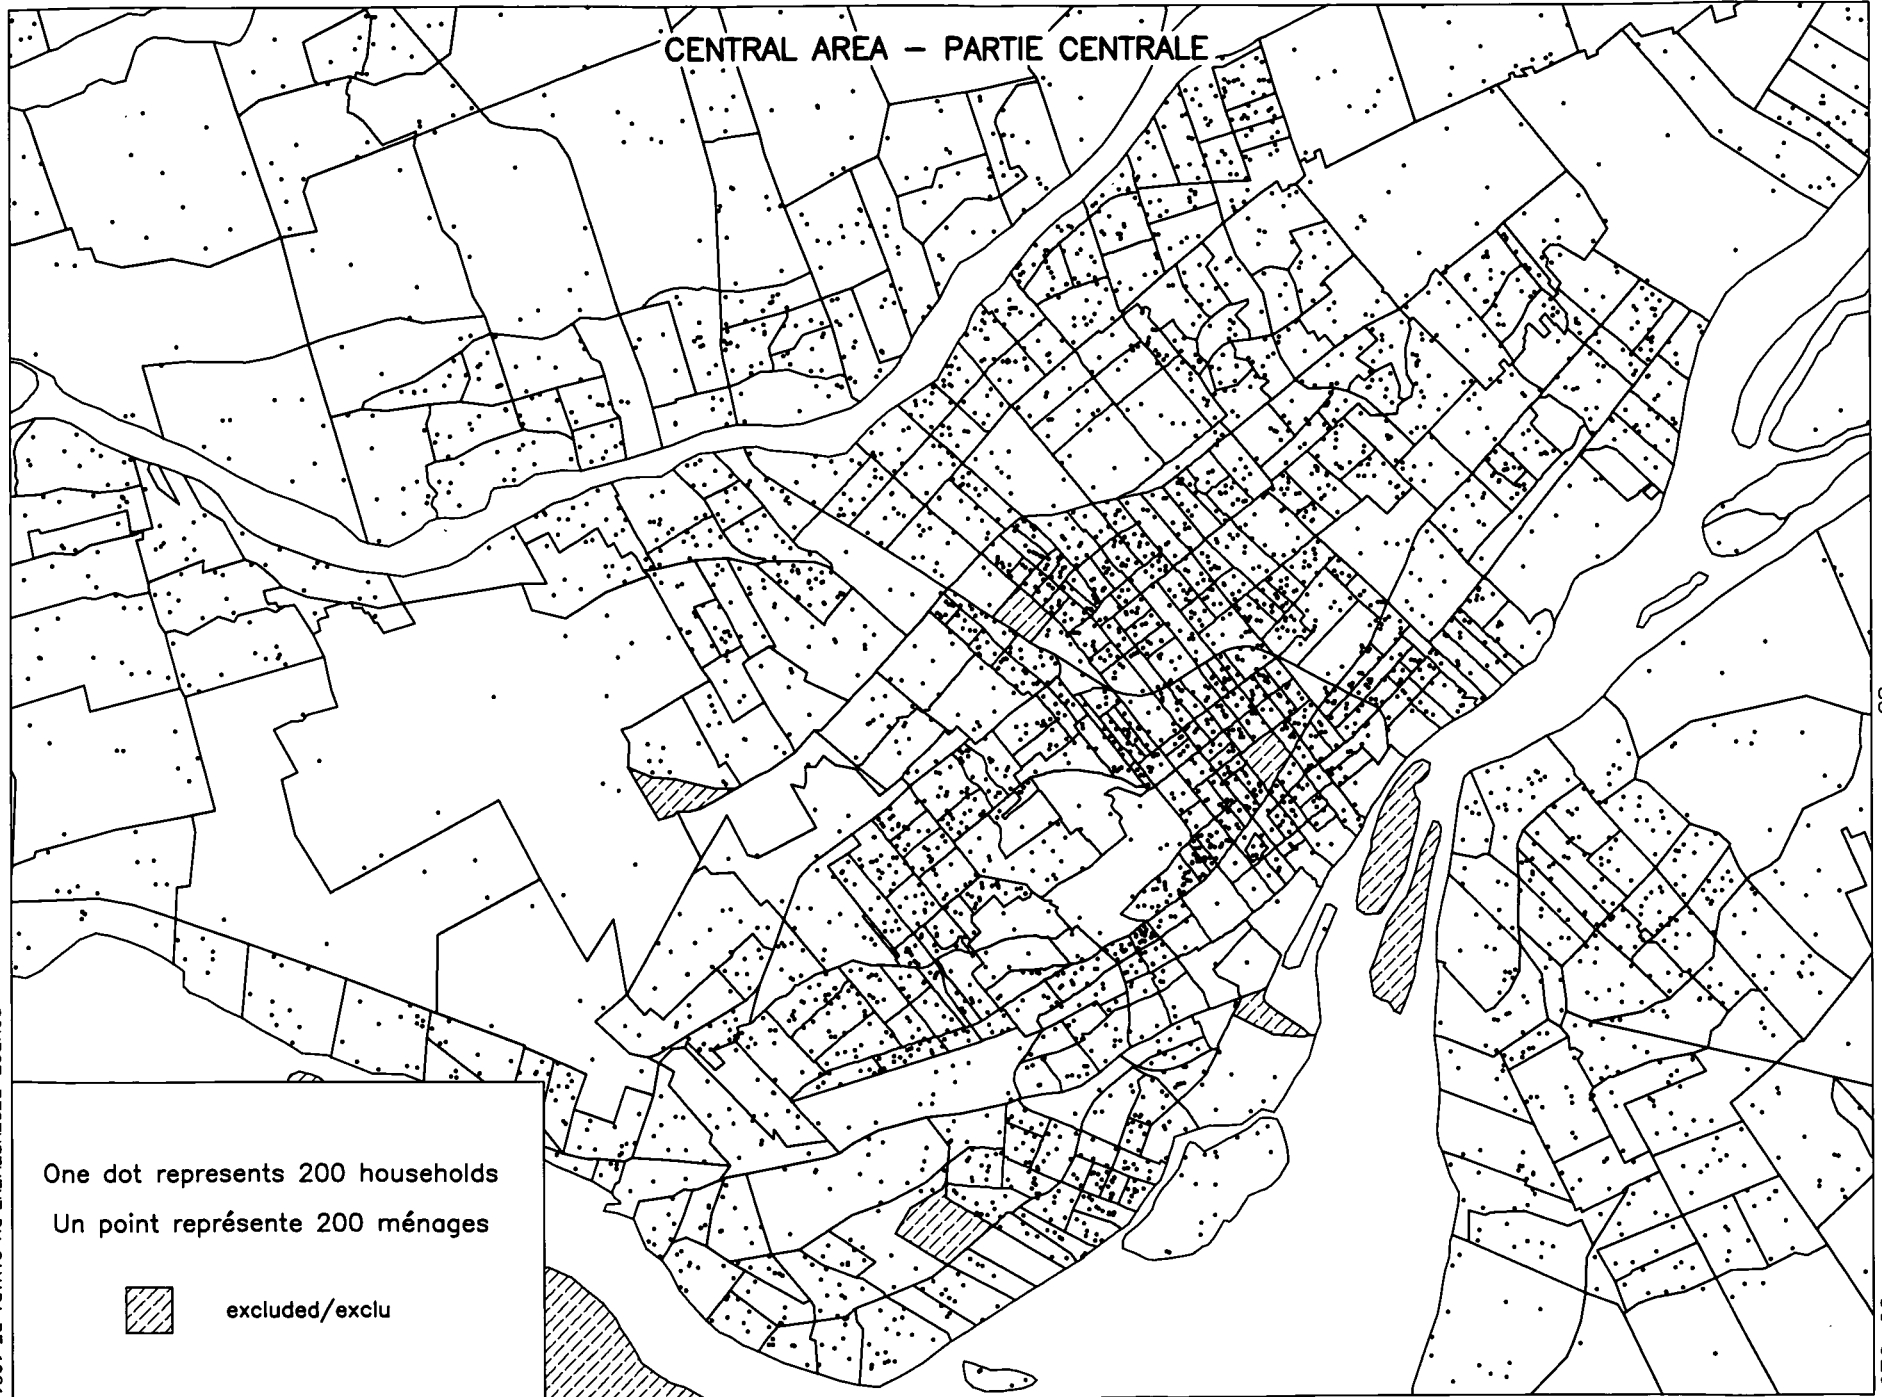 CENTRAL AREA – PARTIE CENTRALE
One dot represents 200 households
Un point représente 200 ménages
excluded/exclu